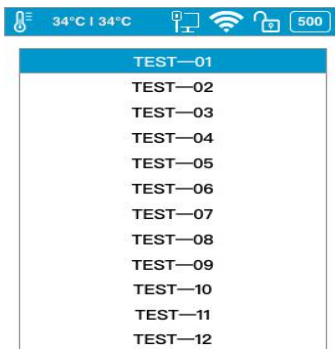 34°C I 34°C 500
TEST—01
TEST—02
TEST—03
TEST—04
TEST—05
TEST—06
TEST—07
TEST—08
TEST—09
TEST—10
TEST—11
TEST—12